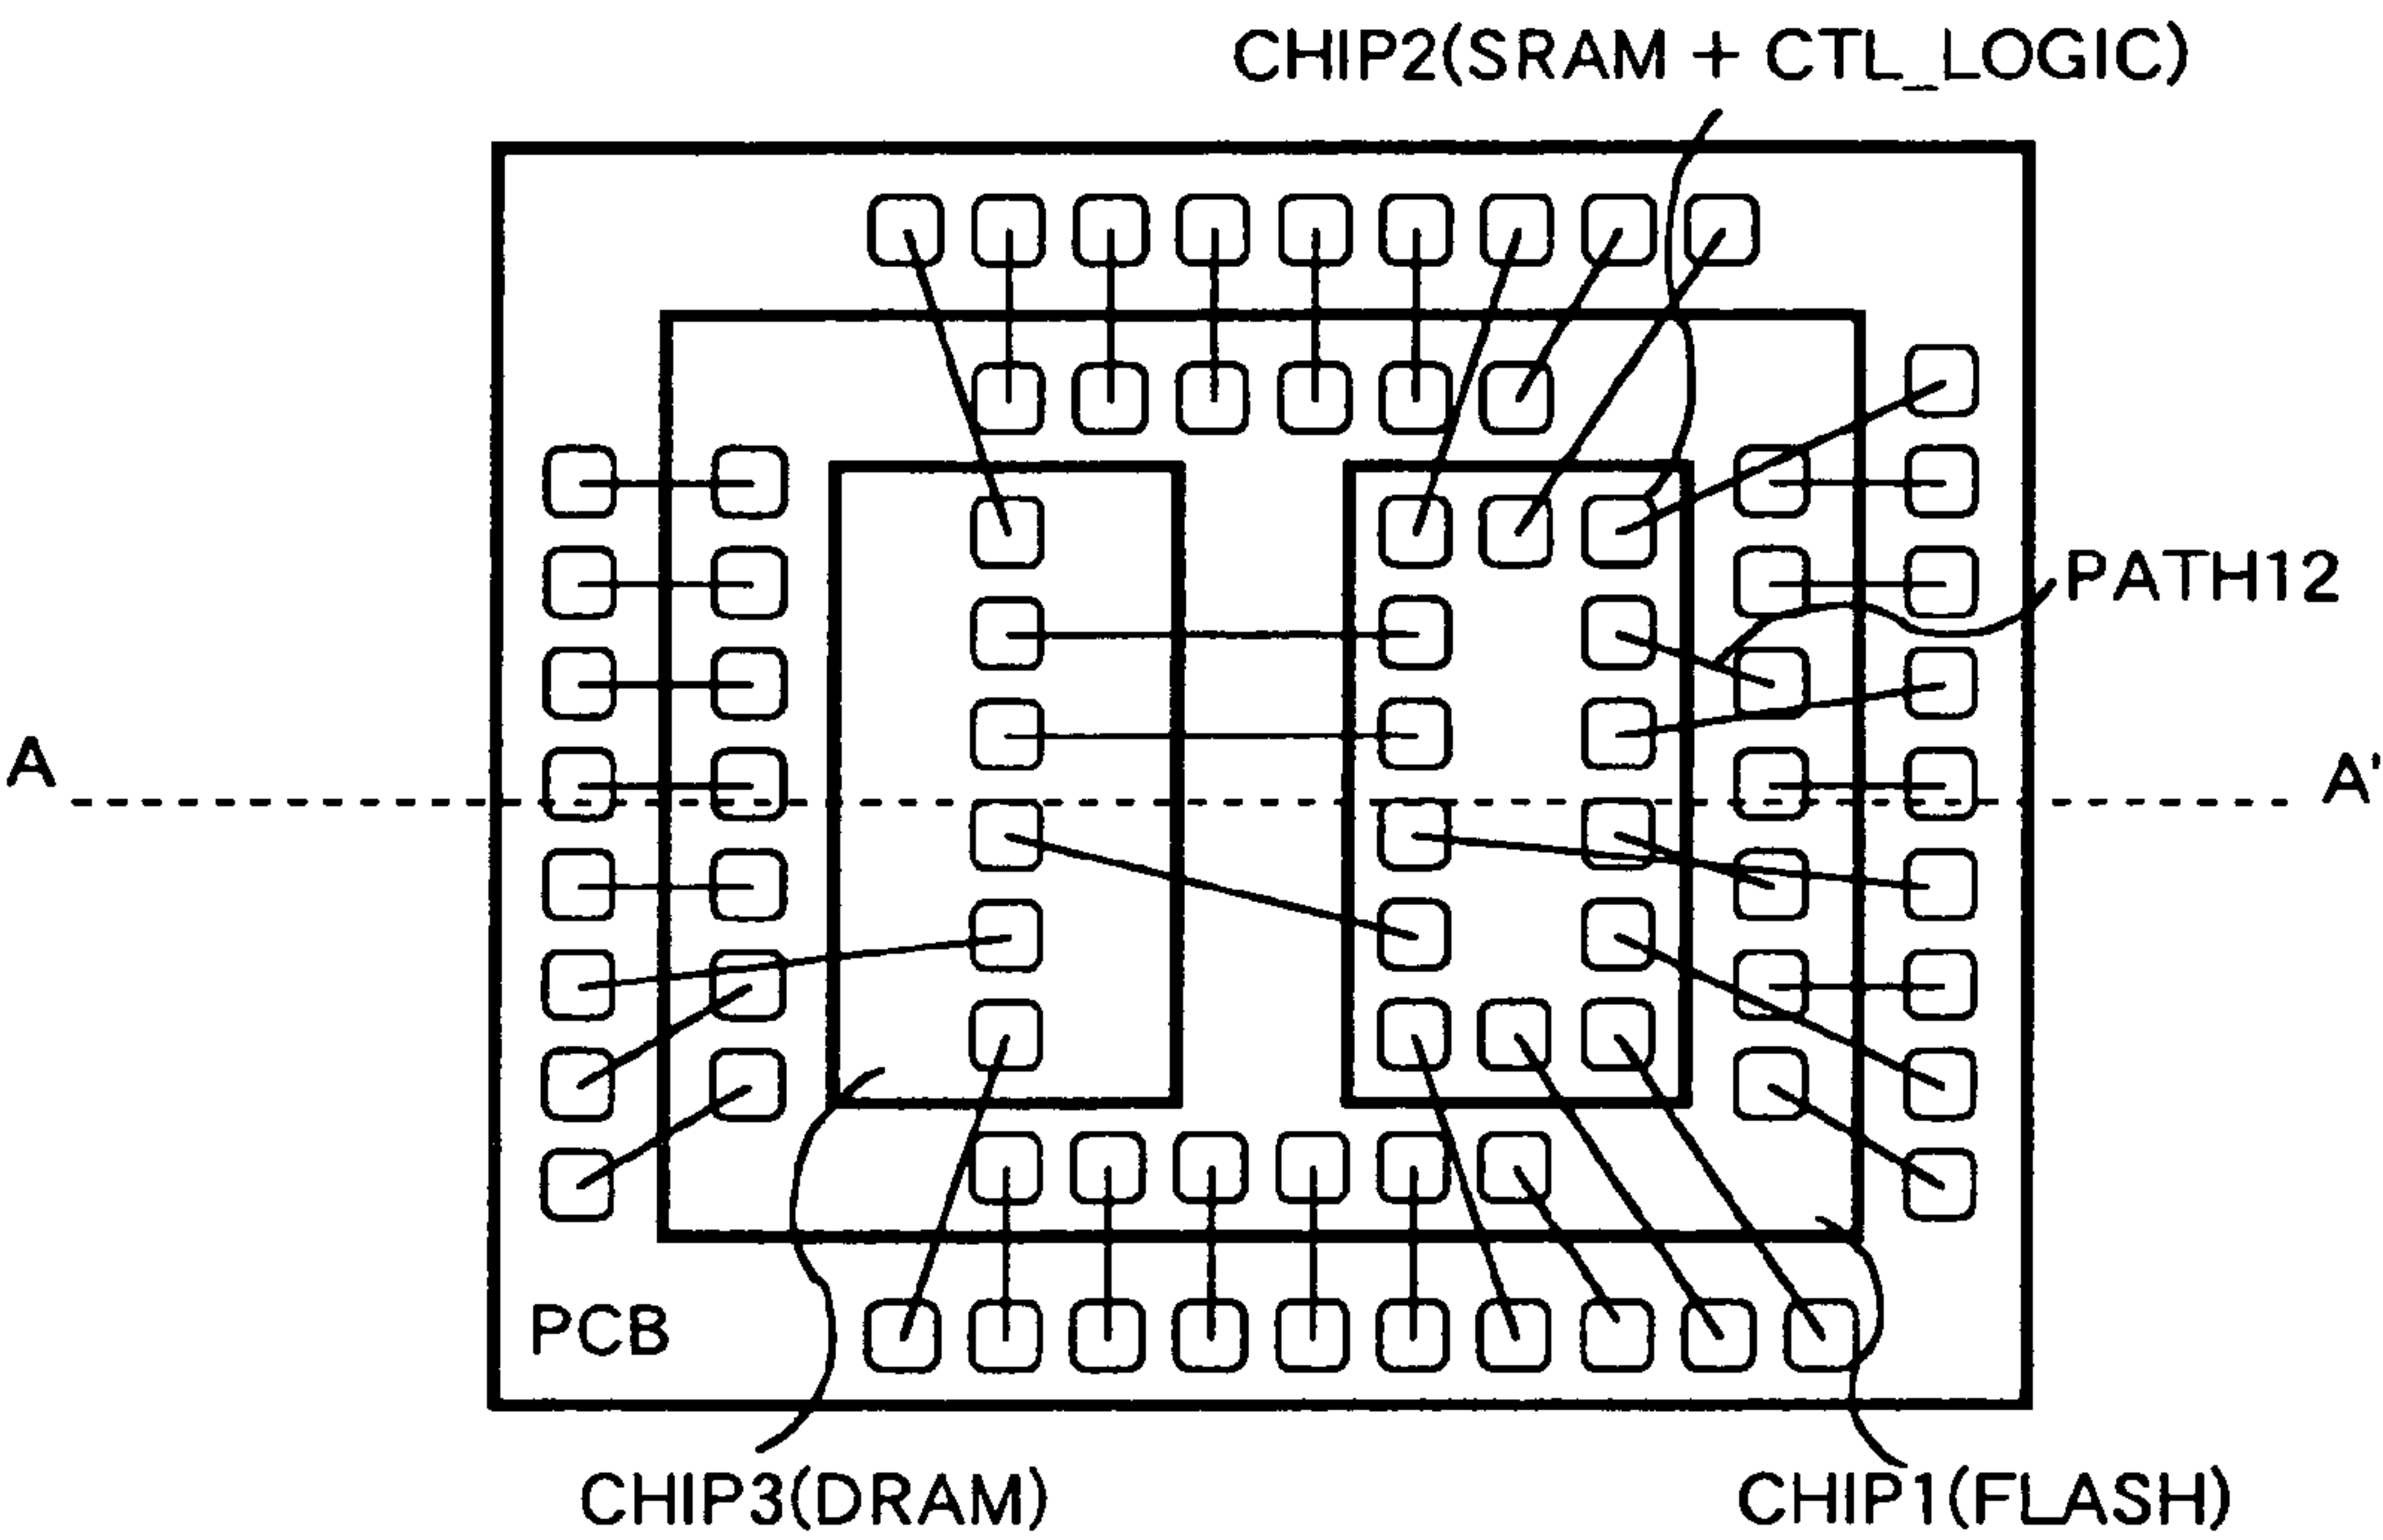 CHIP2(SRAM + CTL_LOGIC)
PATH12
A
A'
PCB
CHIP3(DRAM)
CHIP1(FLASH)